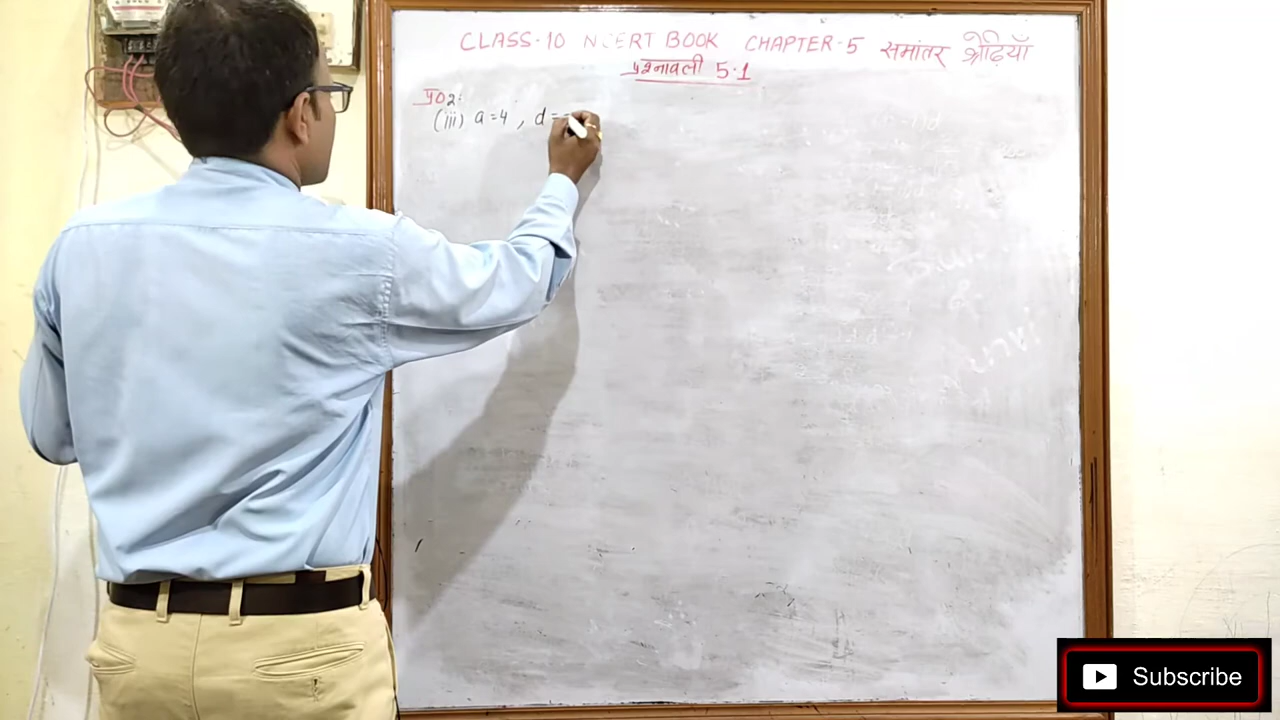 CLASS-10 NCERT BOOK CHAPTER-5 समांतर श्रेढ़ियाँ
प्रश्नावली 5.1
प्र02:
(iii) a=4, d=-
Subscribe